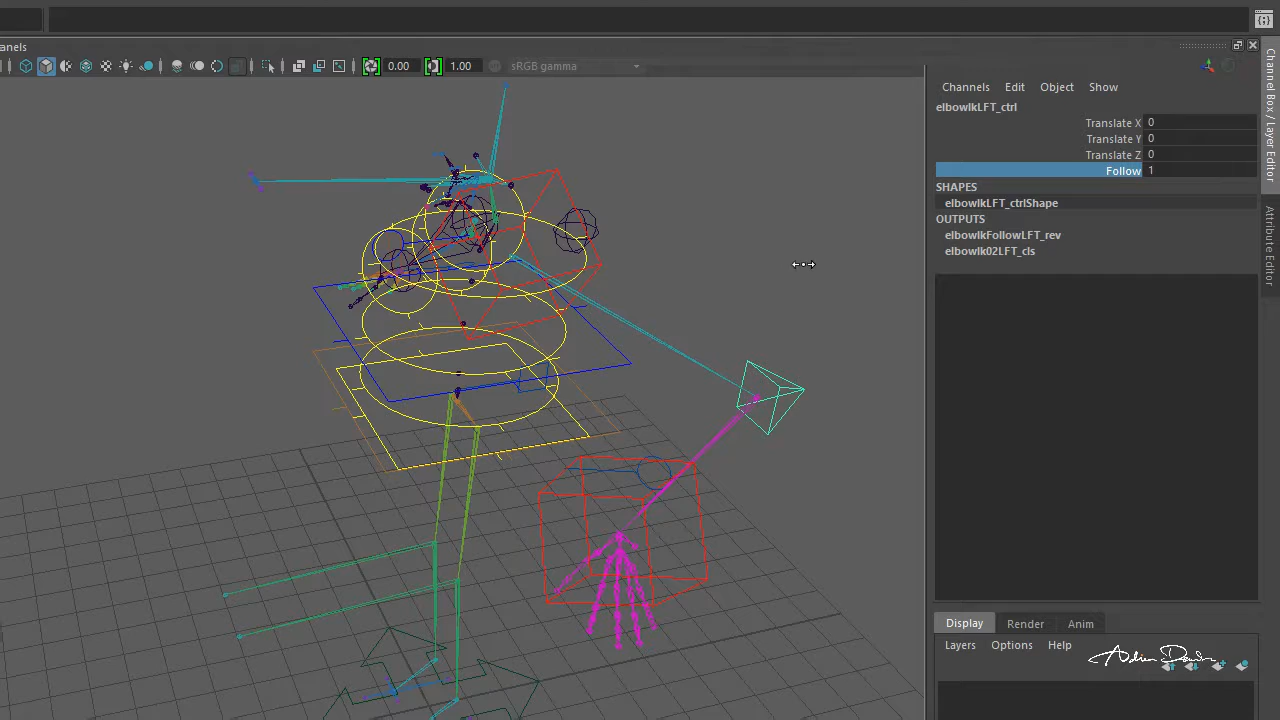 anels
0.00
1.00
sRGB gamma
Channels Edit Object Show
elbowIkLFT_ctrl
Translate X 0
Translate Y 0
Translate Z 0
Follow 1
SHAPES
elbowIkLFT_ctrlShape
OUTPUTS
elbowIkFollowLFT_rev
elbowIk02LFT_cls
Display Render Anim
Layers Options Help
Channel Box / Layer Editor
Attribute Editor